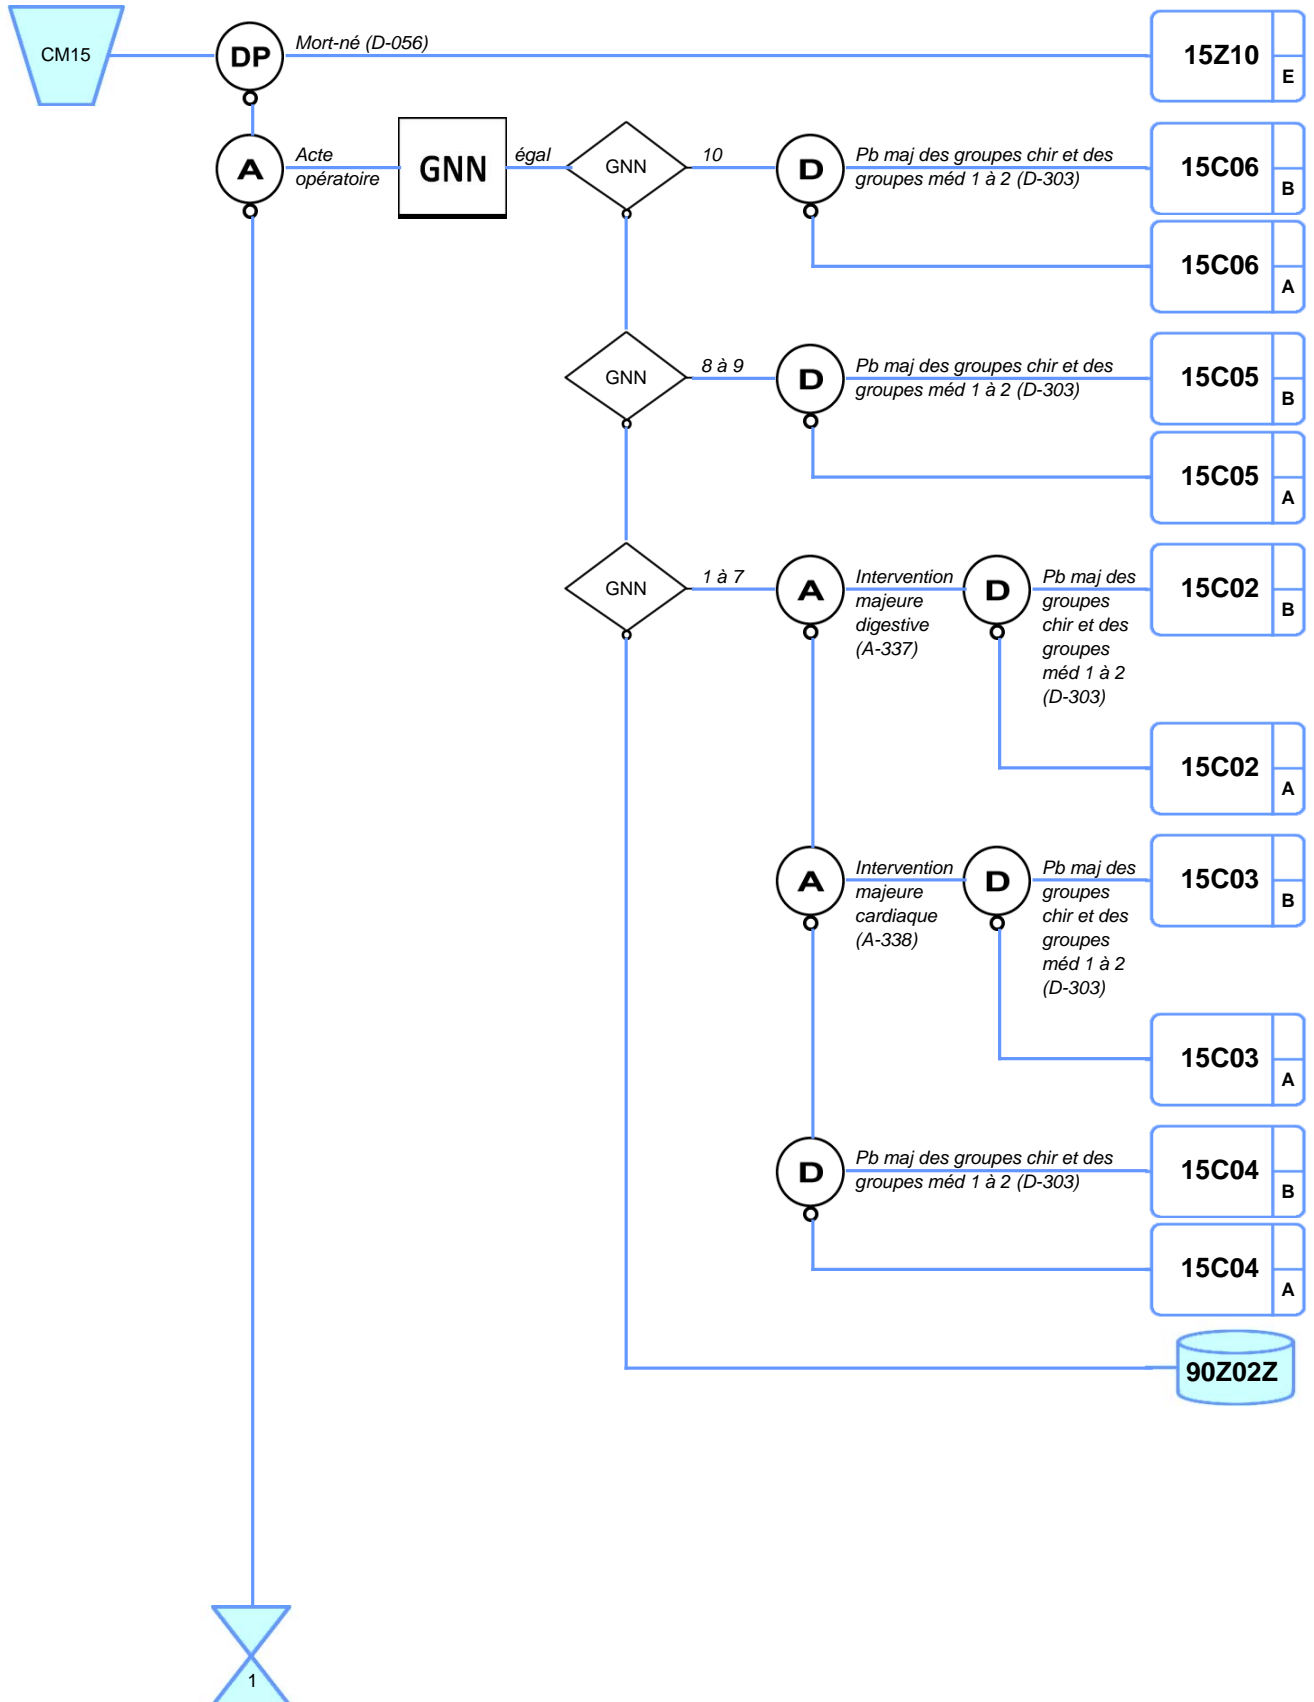 CM15
DP
Mort-né (D-056)
15Z10
E
A
Acte
opératoire
GNN
égal
GNN
10
D
Pb maj des groupes chir et des
groupes méd 1 à 2 (D-303)
15C06
B
15C06
A
GNN
8 à 9
D
Pb maj des groupes chir et des
groupes méd 1 à 2 (D-303)
15C05
B
15C05
A
GNN
1 à 7
A
Intervention
majeure
digestive
(A-337)
D
Pb maj des
groupes
chir et des
groupes
méd 1 à 2
(D-303)
15C02
B
15C02
A
A
Intervention
majeure
cardiaque
(A-338)
D
Pb maj des
groupes
chir et des
groupes
méd 1 à 2
(D-303)
15C03
B
15C03
A
D
Pb maj des groupes chir et des
groupes méd 1 à 2 (D-303)
15C04
B
15C04
A
90Z02Z
1